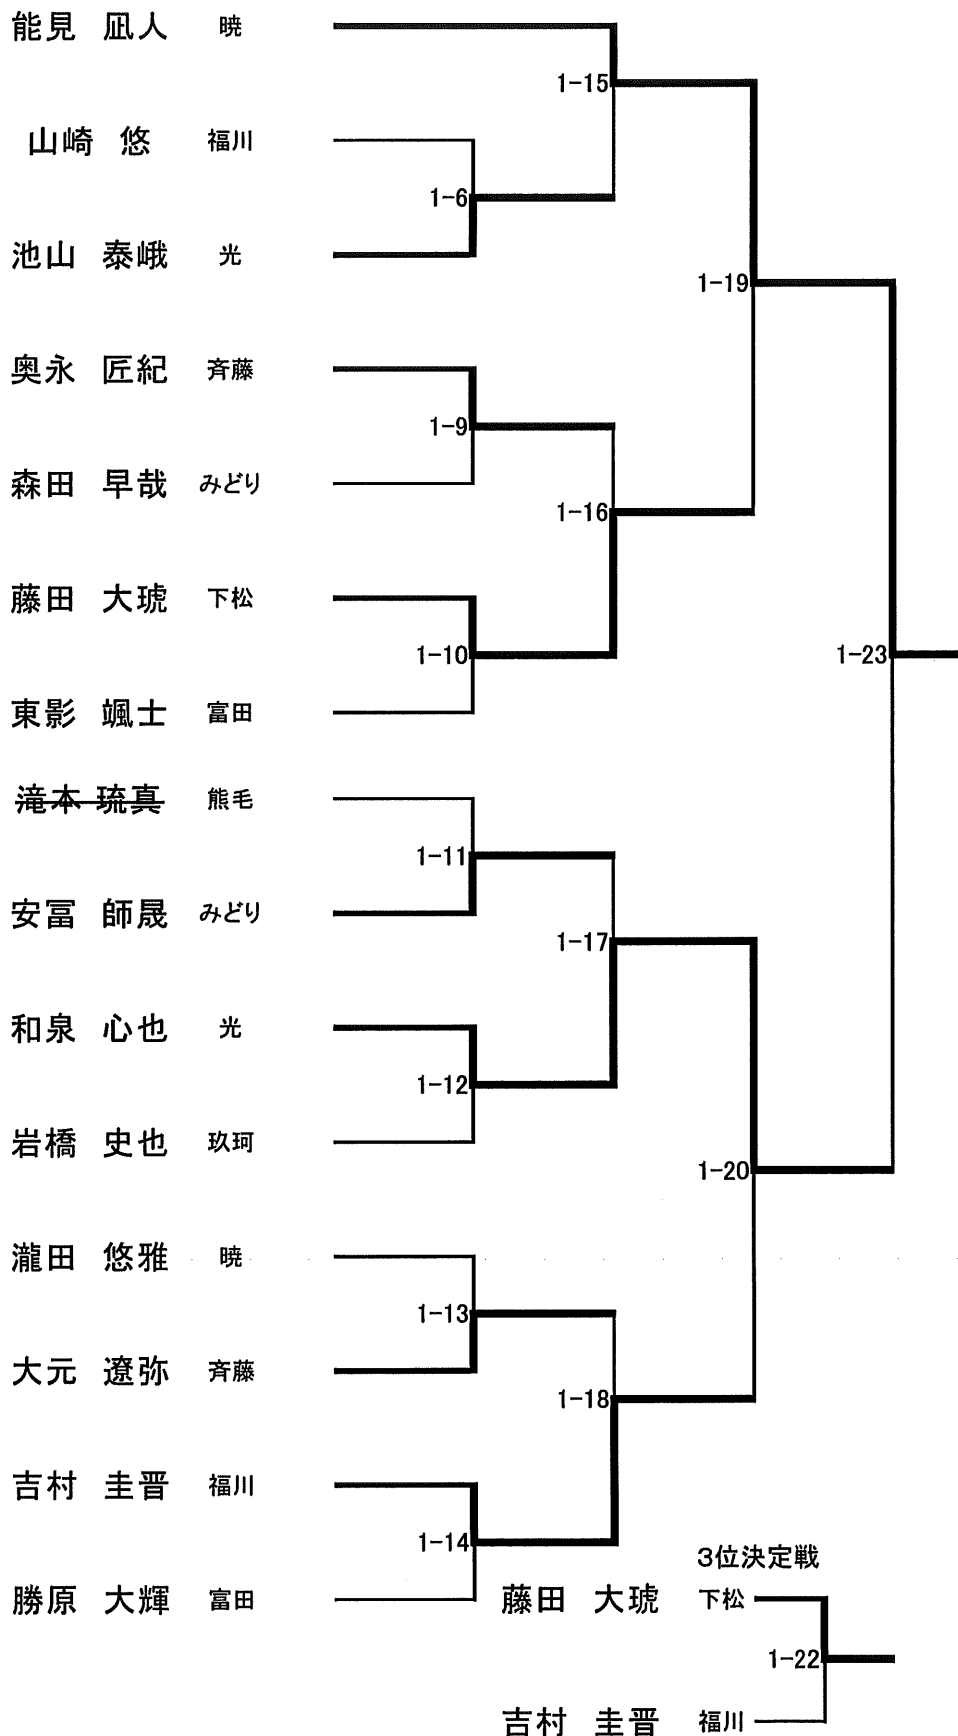 能見 凪人 暁
1-15
山崎 悠 福川
1-6
池山 泰峨 光
1-19
奥永 匠紀 斉藤
1-9
森田 早哉 みどり
1-16
藤田 大琥 下松
1-10
1-23
東影 颯士 富田
滝本 琉真 熊毛
1-11
安冨 師晟 みどり
1-17
和泉 心也 光
1-12
岩橋 史也 玖珂
1-20
瀧田 悠雅 暁
1-13
大元 遼弥 斉藤
1-18
吉村 圭晋 福川
1-14
3位決定戦
勝原 大輝 富田
藤田 大琥 下松
1-22
吉村 圭晋 福川